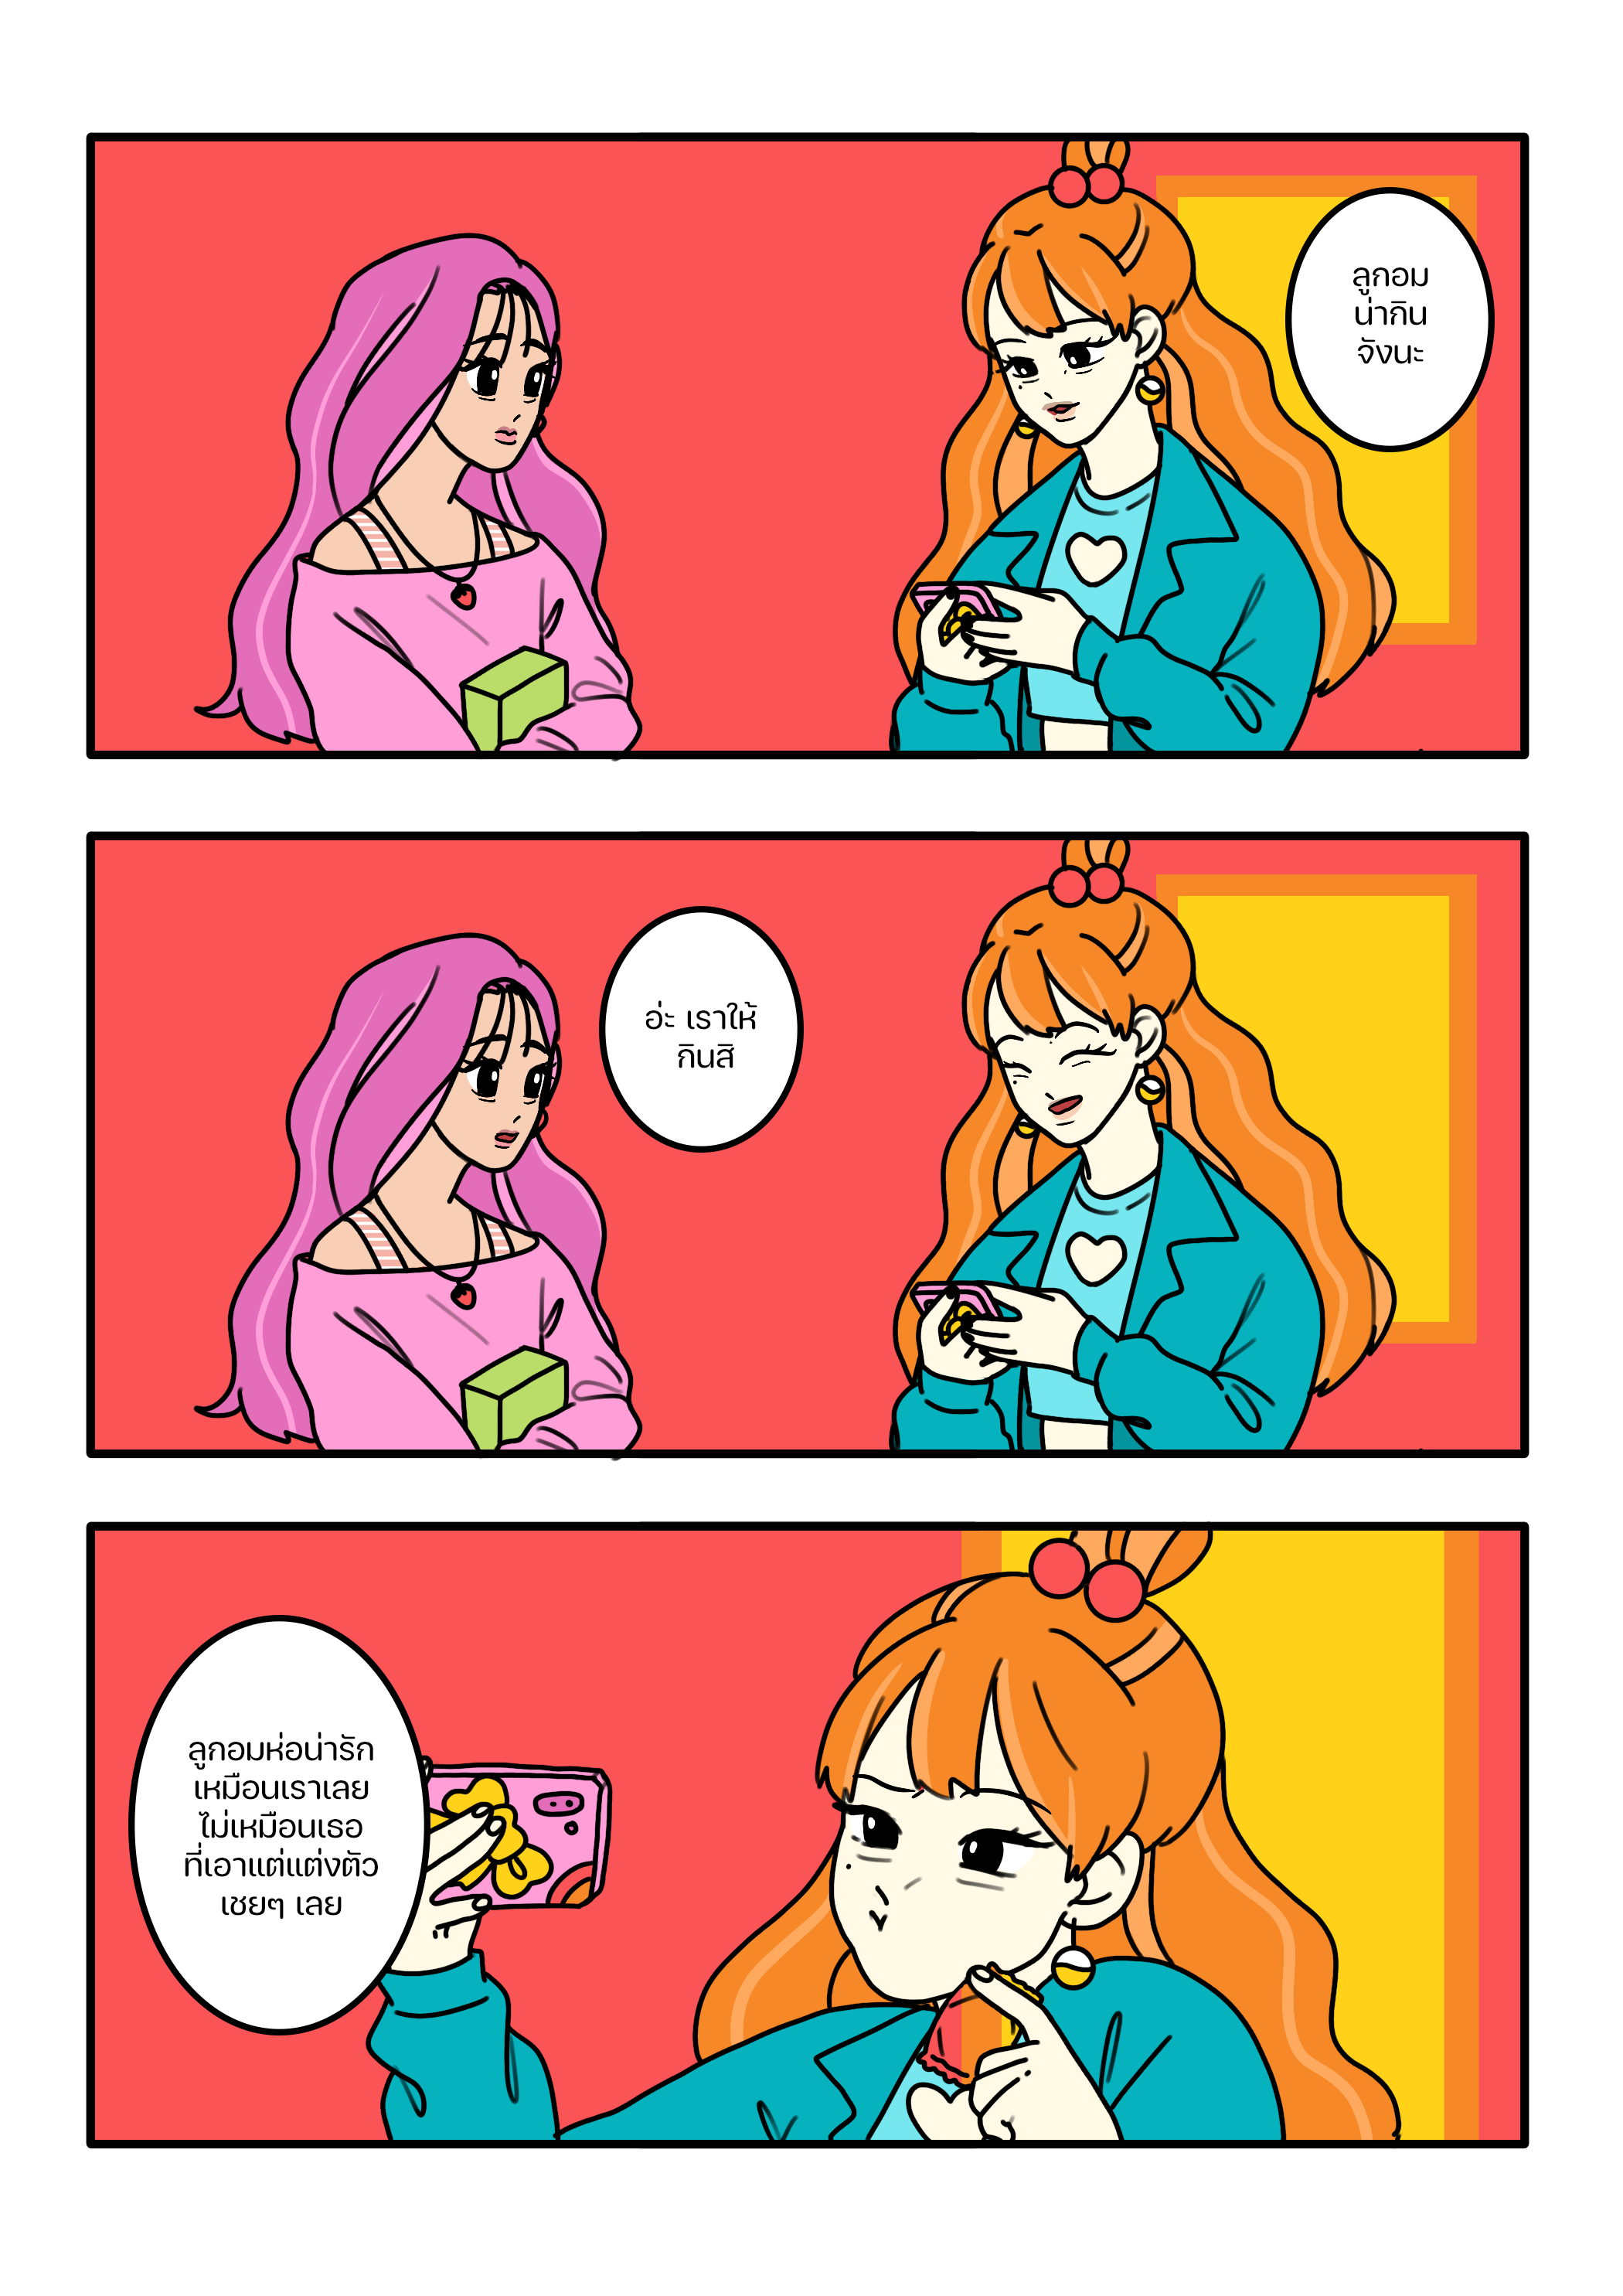 ลูกอม
น่ากิน
จังนะ
อ่ะ เราให้
กินสิ
ลูกอมห่อน่ารัก
เหมือนเราเลย
ไม่เหมือนเธอ
ที่เอาแต่แต่งตัว
เชยๆ เลย